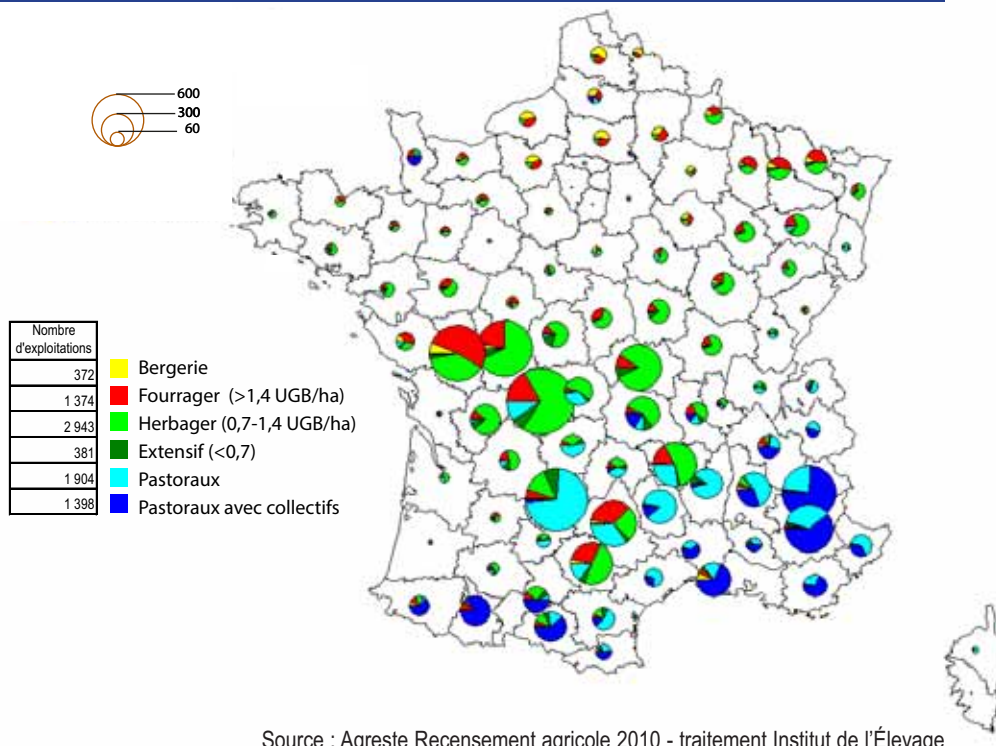 600
300
60
Nombre
d'exploitations
372
1 374
2 943
381
1 904
1 398
Bergerie
Fourrager (>1,4 UGB/ha)
Herbager (0,7-1,4 UGB/ha)
Extensif (<0,7)
Pastoraux
Pastoraux avec collectifs
Source : Agreste Recensement agricole 2010 - traitement Institut de l'Élevage